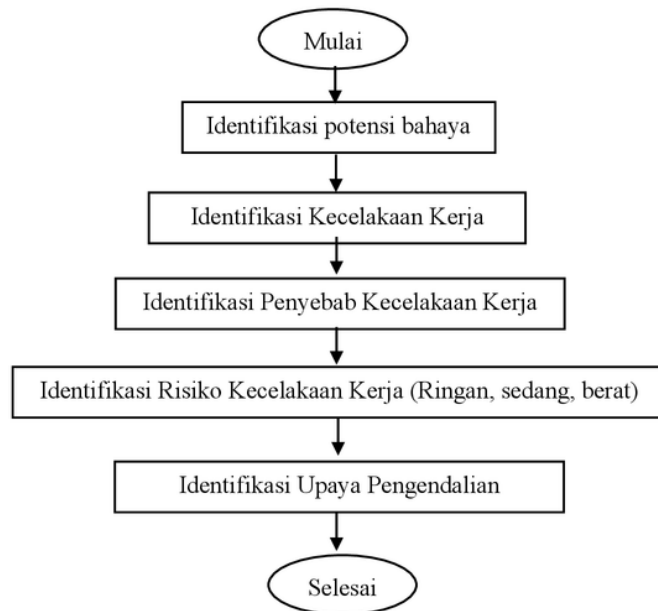 Mulai
Identifikasi potensi bahaya
Identifikasi Kecelakaan Kerja
Identifikasi Penyebab Kecelakaan Kerja
Identifikasi Risiko Kecelakaan Kerja (Ringan, sedang, berat)
Identifikasi Upaya Pengendalian
Selesai